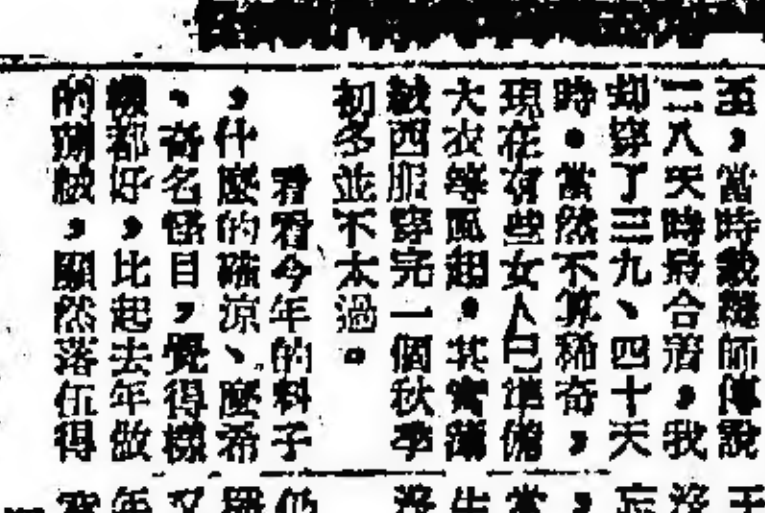 至，當時裁縫師傅說
二八天時最合著，我
却穿了三九、四十天
時。當然不算稀奇，
現在有些女人已準備
大衣等風起，其實薄
絨西服穿完一個秋季
初冬並不太過。
看看今年的料子
，什麼的確涼、麼希
、奇名怪目，覺得樣
樣都好，比起去年做
的薄絨，顯然落伍得